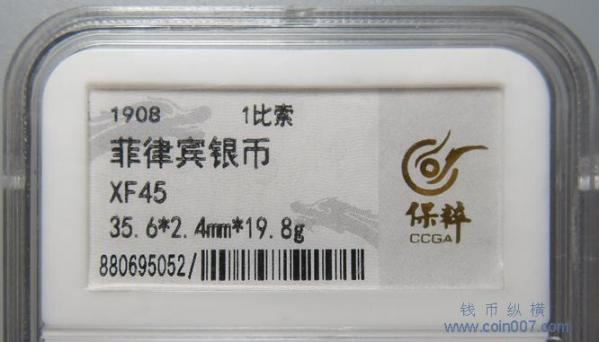 1908 1比索
菲律宾银币
XF45
35.6*2.4mm*19.8g
880695052/
保粹
CCGA
钱币纵横
www.coin007.com